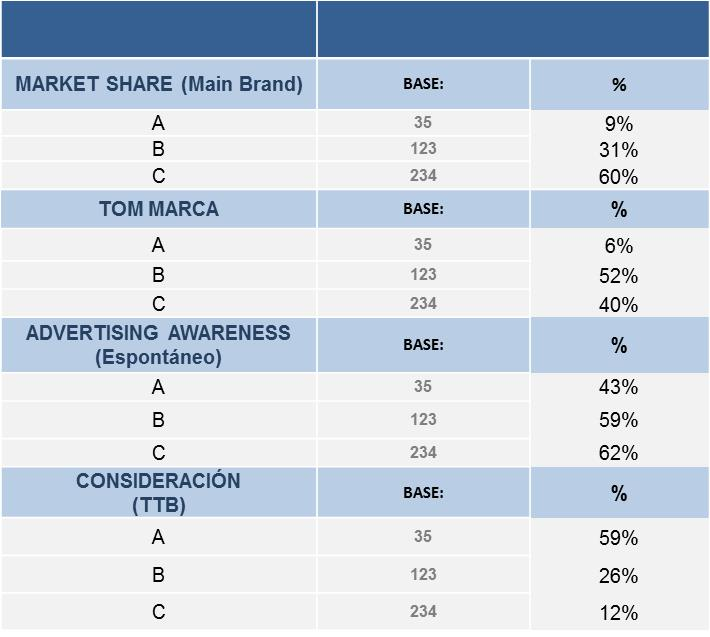 MARKET SHARE (Main Brand) BASE: %
A 35 9%
B 123 31%
C 234 60%
TOM MARCA BASE: %
A 35 6%
B 123 52%
C 234 40%
ADVERTISING AWARENESS
(Espontáneo) BASE: %
A 35 43%
B 123 59%
C 234 62%
CONSIDERACIÓN
(TTB) BASE: %
A 35 59%
B 123 26%
C 234 12%